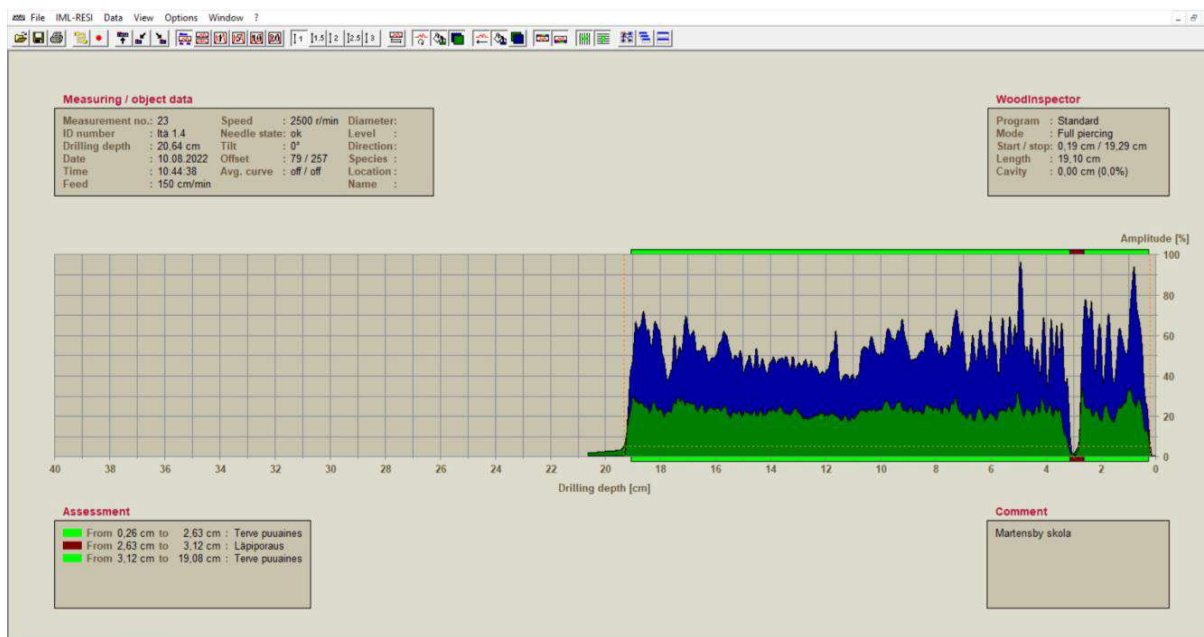 File IML-RESI Data View Options Window ?
1 1.5 2 2.5 3
Measuring / object data
Measurement no.: 23 Speed : 2500 r/min Diameter:
ID number : Itä 1.4 Needle state: ok Level :
Drilling depth : 20,64 cm Tilt : 0° Direction:
Date : 10.08.2022 Offset : 79 / 257 Species :
Time : 10:44:38 Avg. curve : off / off Location :
Feed : 150 cm/min Name :
WoodInspector
Program : Standard
Mode : Full piercing
Start / stop: 0,19 cm / 19,29 cm
Length : 19,10 cm
Cavity : 0,00 cm (0,0%)
Amplitude [%]
100
80
60
40
20
0
40 38 36 34 32 30 28 26 24 22 20 18 16 14 12 10 8 6 4 2 0
Drilling depth [cm]
Assessment
From 0,26 cm to 2,63 cm : Terve puuaines
From 2,63 cm to 3,12 cm : Läpiporaus
From 3,12 cm to 19,08 cm : Terve puuaines
Comment
Martensby skola